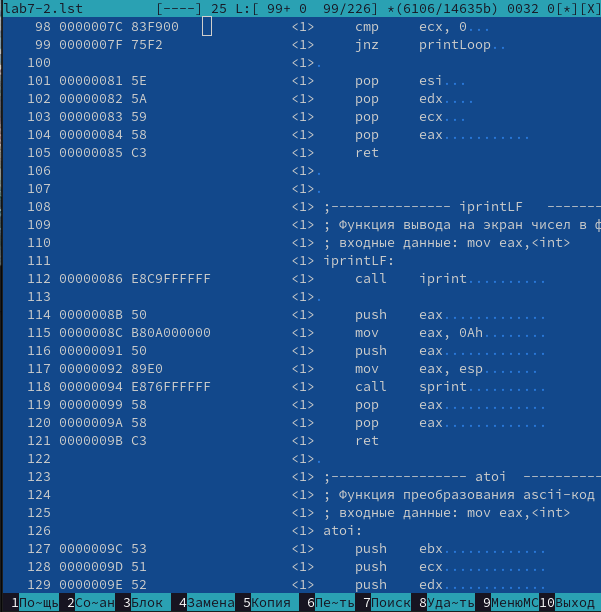 lab7-2.lst [----] 25 L:[ 99+ 0 99/226] *(6106/14635b) 0032 0[*][X]
98 0000007C 83F900 <1> cmp ecx, 0...
99 0000007F 75F2 <1> jnz printLoop..
100 <1>.
101 00000081 5E <1> pop esi...
102 00000082 5A <1> pop edx....
103 00000083 59 <1> pop ecx...
104 00000084 58 <1> pop eax...........
105 00000085 C3 <1> ret
106 <1>.
107 <1>.
108 <1> ;--------------- iprintLF -------
109 <1> ; Функция вывода на экран чисел в ф
110 <1> ; входные данные: mov eax,<int>
111 <1> iprintLF:
112 00000086 E8C9FFFFFF <1> call iprint..........
113 <1>.
114 0000008B 50 <1> push eax.............
115 0000008C B80A000000 <1> mov eax, 0Ah........
116 00000091 50 <1> push eax.............
117 00000092 89E0 <1> mov eax, esp.......
118 00000094 E876FFFFFF <1> call sprint..........
119 00000099 58 <1> pop eax.............
120 0000009A 58 <1> pop eax.............
121 0000009B C3 <1> ret
122 <1>.
123 <1> ;----------------- atoi ----------
124 <1> ; Функция преобразования ascii-код
125 <1> ; входные данные: mov eax,<int>
126 <1> atoi:
127 0000009C 53 <1> push ebx.............
128 0000009D 51 <1> push ecx.............
129 0000009E 52 <1> push edx.............
1По~щь 2Со~ан 3Блок 4Замена 5Копия 6Пе~ть 7Поиск 8Уда~ть 9МенюMC 10Выход